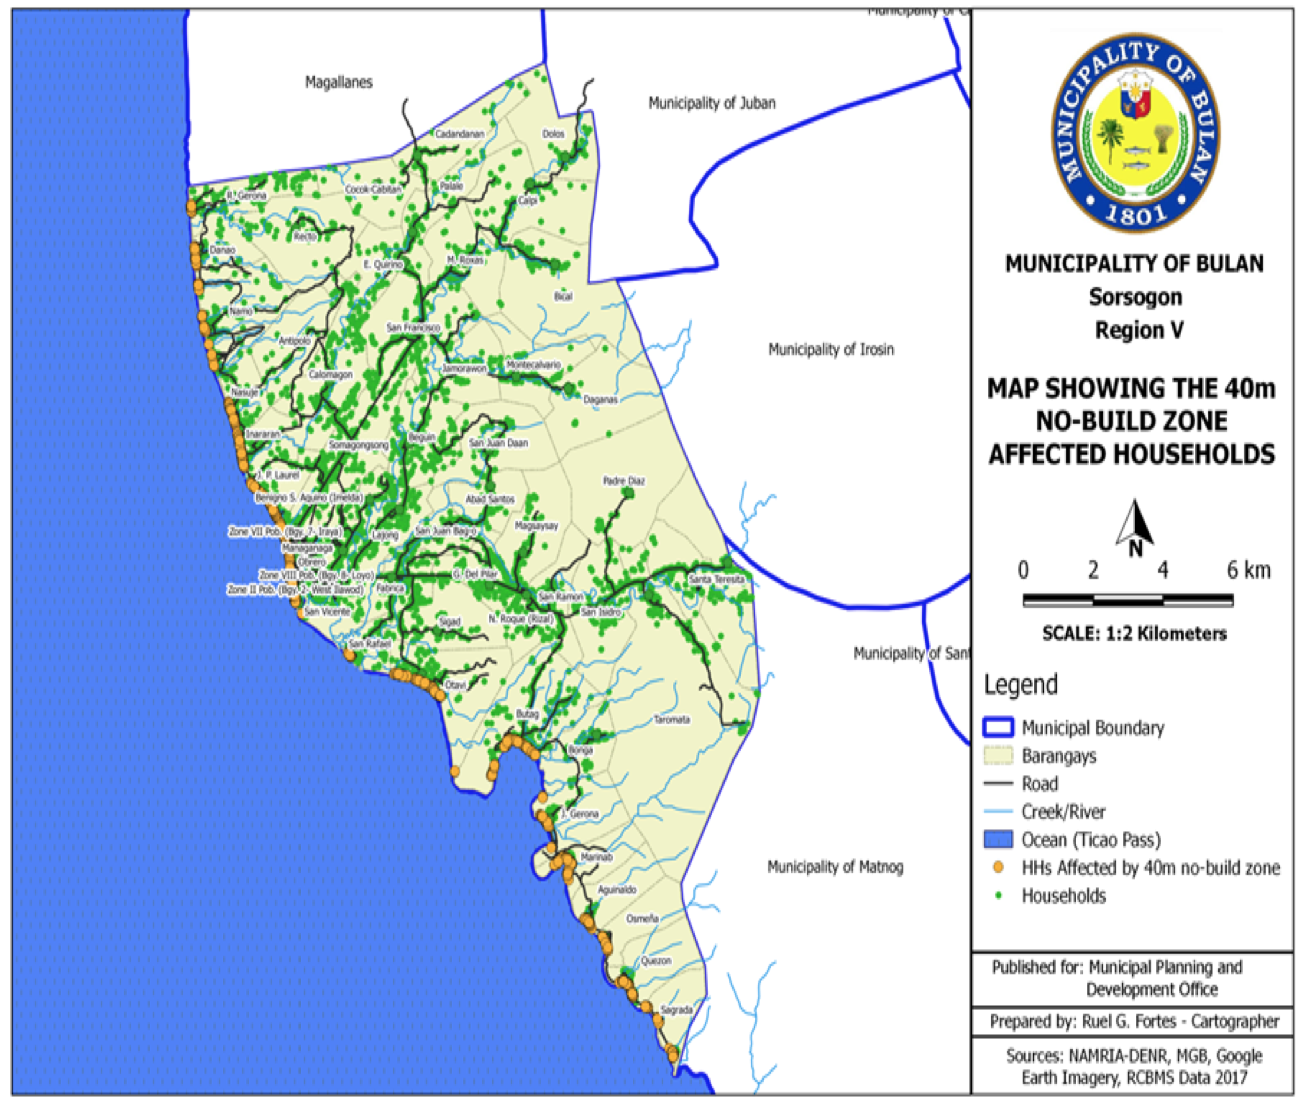 Municipality of
Magallanes
Municipality of Juban
Cadandanan
Dolos
Cocok-Cabitan
Palale
R. Gerona
Calpi
Recto
Danao
E. Quirino
M. Roxas
Bical
Namo
San Francisco
Antipolo
Municipality of Irosin
Jamorawon
Montecalvario
Calomagon
Nasuje
Daganas
Inararan
Somagongsong
Beguin
San Juan Daan
J. P. Laurel
Padre Diaz
Benigno S. Aquino (Imelda)
Abad Santos
Zone VII Pob. (Bgy. 7- Iraya)
Lajong
San Juan Bag-o
Magsaysay
Managanaga
Obrero
Zone VIII Pob. (Bgy. 8- Loyo)
G. Del Pilar
Santa Teresita
Zone II Pob. (Bgy. 2- West Ilawod)
Fabrica
San Ramon
San Vicente
San Isidro
Sigad
N. Roque (Rizal)
San Rafael
Municipality of Sant
Otavi
Butag
Taromata
Bonga
J. Gerona
Marinab
Municipality of Matnog
Aguinaldo
Osmeña
Quezon
Sagrada
MUNICIPALITY OF BULAN
• 1801 •
MUNICIPALITY OF BULAN
Sorsogon
Region V
MAP SHOWING THE 40m
NO-BUILD ZONE
AFFECTED HOUSEHOLDS
N
0 2 4 6 km
SCALE: 1:2 Kilometers
Legend
Municipal Boundary
Barangays
Road
Creek/River
Ocean (Ticao Pass)
HHs Affected by 40m no-build zone
Households
Published for: Municipal Planning and
Development Office
Prepared by: Ruel G. Fortes - Cartographer
Sources: NAMRIA-DENR, MGB, Google
Earth Imagery, RCBMS Data 2017